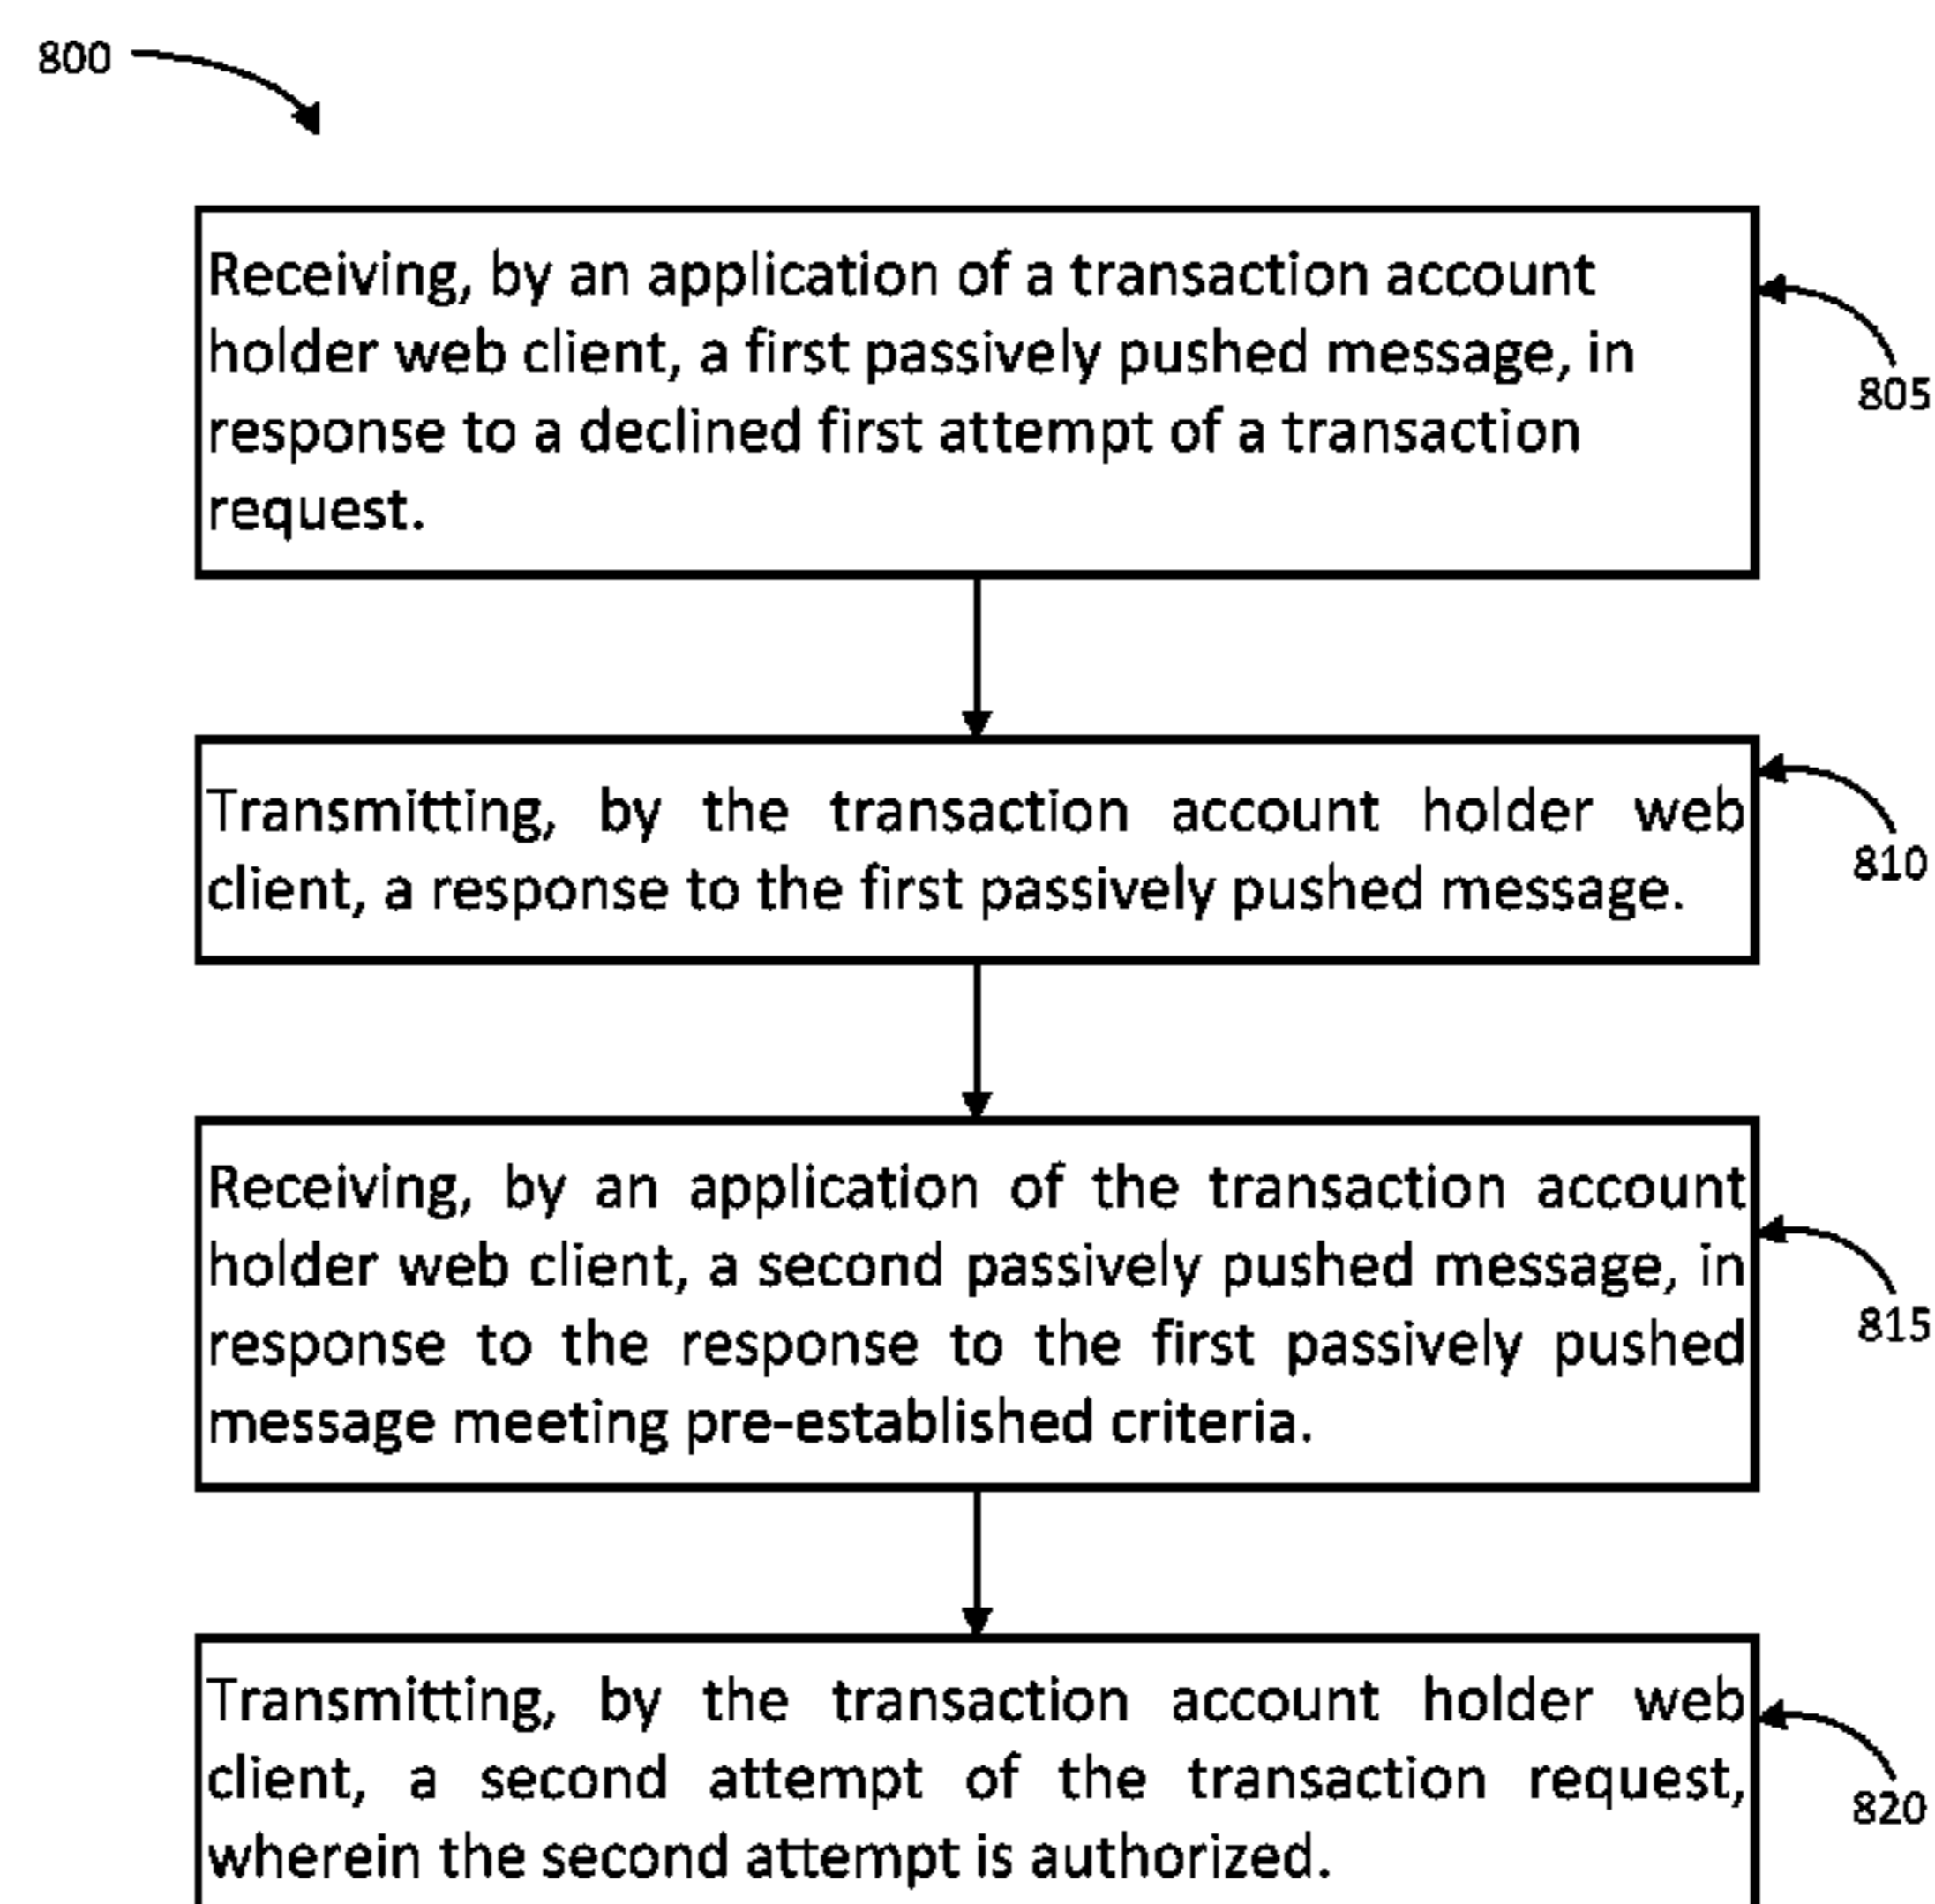 800
Receiving, by an application of a transaction account
holder web client, a first passively pushed message, in
response to a declined first attempt of a transaction
request.
805
Transmitting, by the transaction account holder web
client, a response to the first passively pushed message.
810
Receiving, by an application of the transaction account
holder web client, a second passively pushed message, in
response to the response to the first passively pushed
message meeting pre-established criteria.
815
Transmitting, by the transaction account holder web
client, a second attempt of the transaction request,
wherein the second attempt is authorized.
820